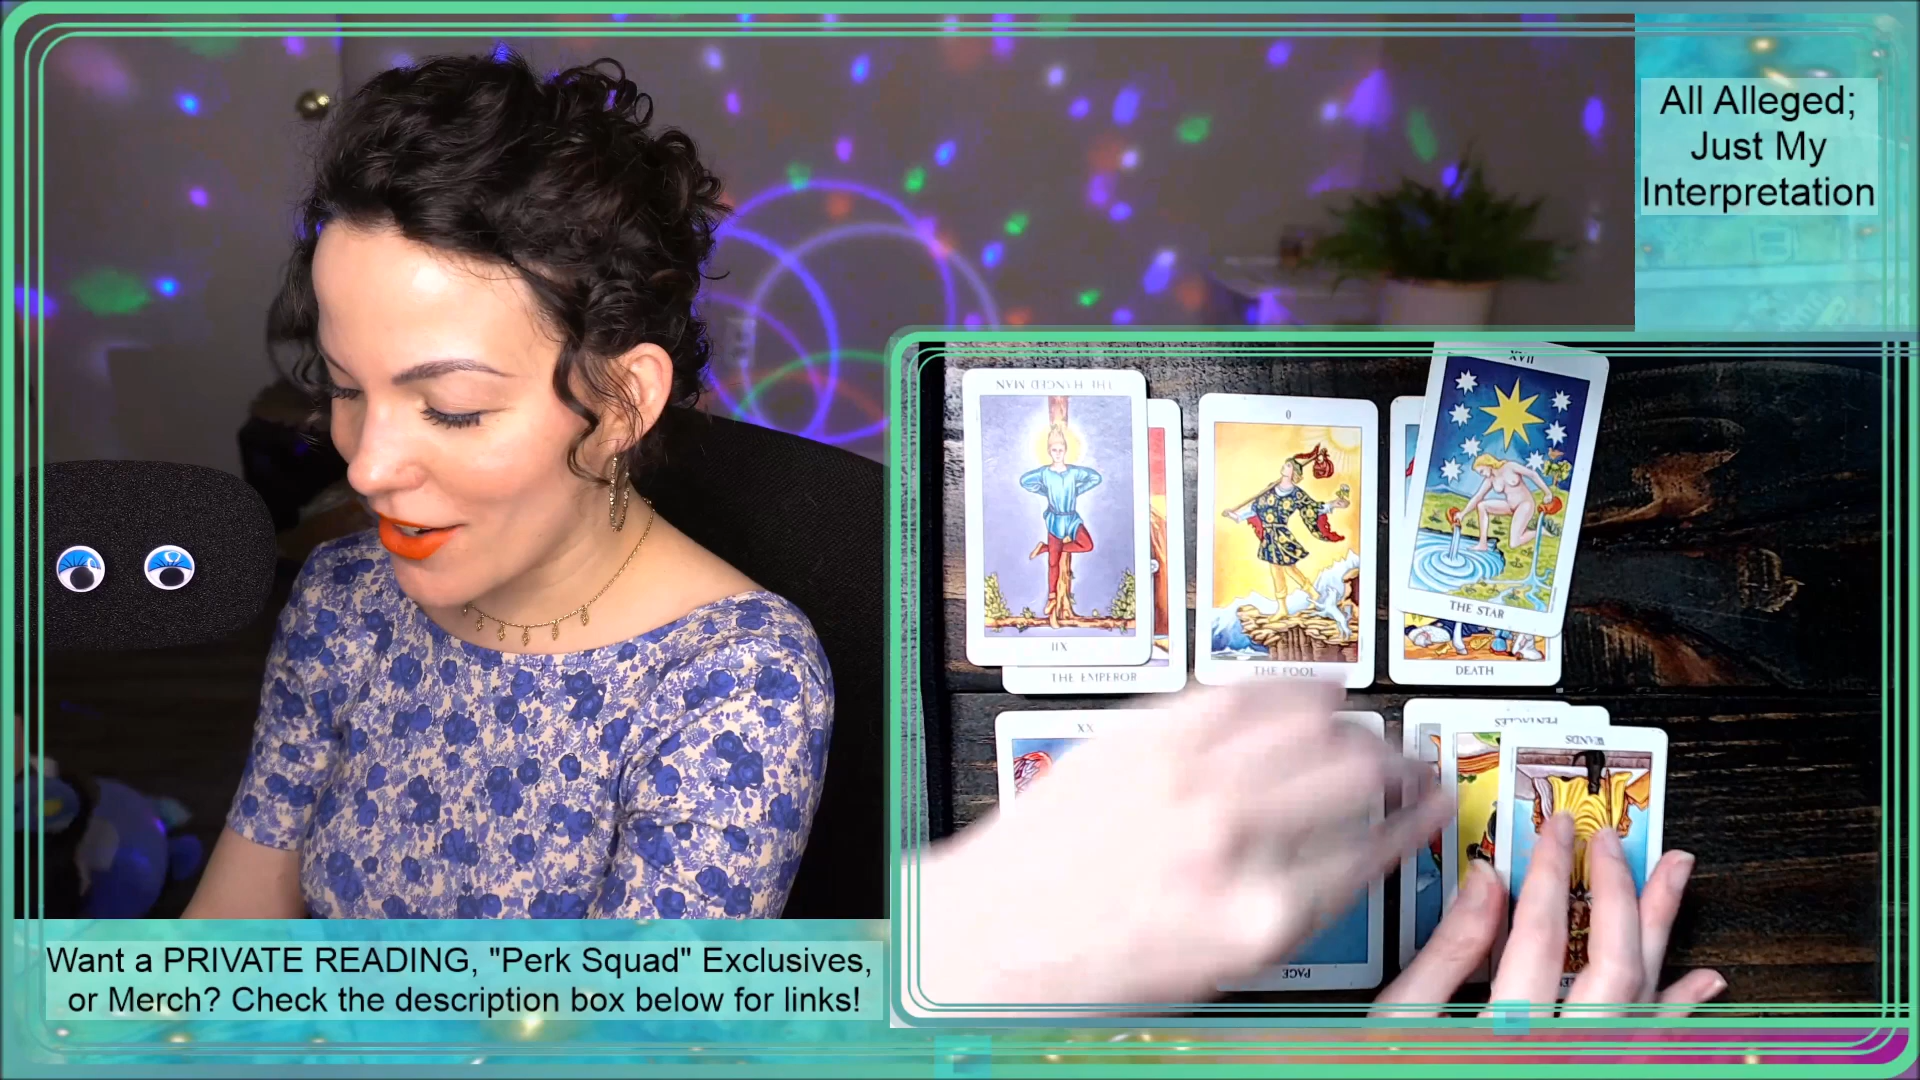 All Alleged;
Just My
Interpretation
XVII
THE HANGED MAN
0
THE STAR
XII
THE EMPEROR
THE FOOL
DEATH
XX
PENTACLES
WANDS
PAGE
Want a PRIVATE READING, "Perk Squad" Exclusives,
or Merch? Check the description box below for links!